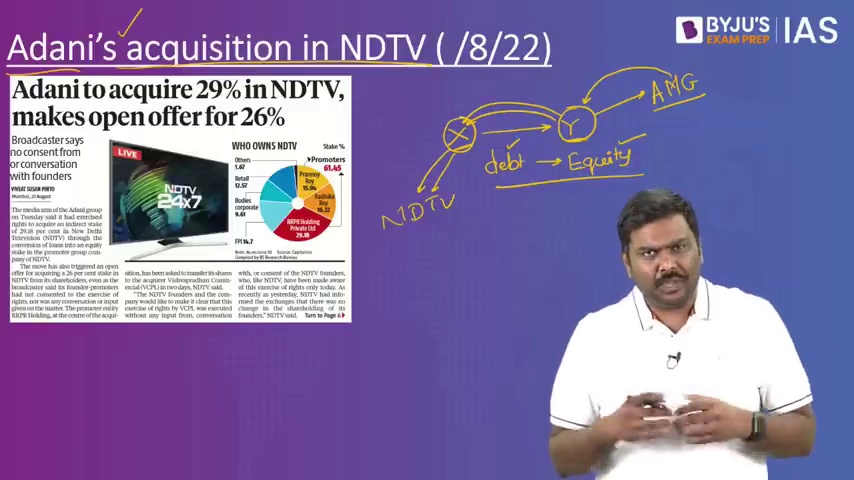 BYJU'S
EXAM PREP
IAS
Adani's acquisition in NDTV ( /8/22)
Adani to acquire 29% in NDTV,
makes open offer for 26%
Broadcaster says
no consent from
or conversation
with founders
VIVEAT SUSAN PINTO
Mumbai, 23 August
The media arm of the Adani group
on Tuesday said it had exercised
rights to acquire an indirect stake
of 29.18 per cent in New Delhi
Television (NDTV) through the
conversion of loans into an equity
stake in the promoter group com-
pany of NDTV.
The move has also triggered an open
offer for acquiring a 26 per cent stake in
NDTV from its shareholders, even as the
broadcaster said its founder-promoters
had not consented to the exercise of
rights, nor was any conversation or input
given on the matter. The promoter entity
RRPR Holding, at the centre of the acqui-
LIVE
NDTV
24x7
WHO OWNS NDTV
Stake %
Others
1.67
Retail
12.57
Bodies
corporate
9.61
FPI 14.7
Promoters
61.45
Prannoy
Roy
15.94
Radhika
Roy
16.32
RRPR Holding
Private Ltd
29.18
Note: As on June 30
Source: Capitaline
Compiled by BS Research Bureau
sition, has been asked to transfer its shares
to the acquirer Vishvapradhan Comm-
ercial (VCPL) in two days, NDTV said.
"The NDTV founders and the com-
pany would like to make it clear that this
exercise of rights by VCPL was executed
without any input from, conversation
with, or consent of the NDTV founders,
who, like NDTV, have been made aware
of this exercise of rights only today. As
recently as yesterday, NDTV had infor-
med the exchanges that there was no
change in the shareholding of its
founders," NDTV said.
Turn to Page 6
X
Y
AMG
debt → Equity
NDTV